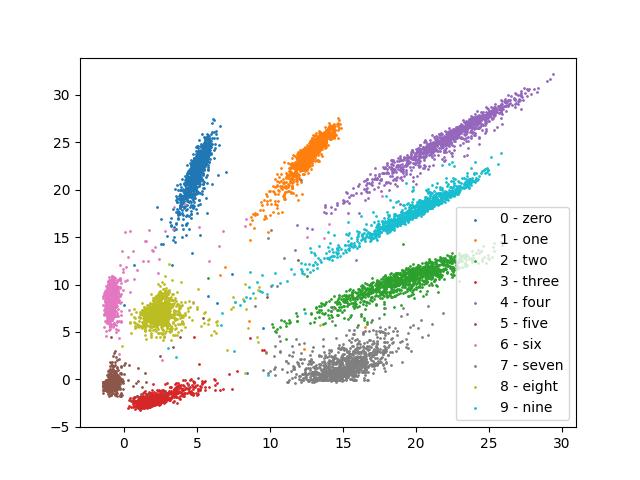 30
25
20
15
10
5
0
−5
0
5
10
15
20
25
30
0 - zero
1 - one
2 - two
3 - three
4 - four
5 - five
6 - six
7 - seven
8 - eight
9 - nine